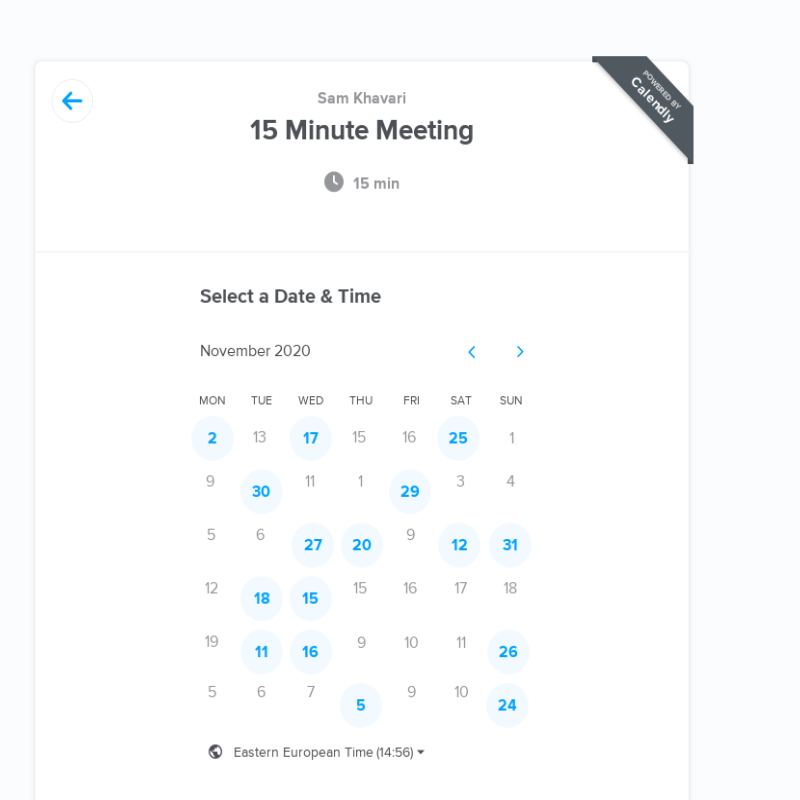 POWERED BY
Calendly
Sam Khavari
15 Minute Meeting
15 min
Select a Date & Time
November 2020
MON TUE WED THU FRI SAT SUN
2 13 17 15 16 25 1
9 30 11 1 29 3 4
5 6 27 20 9 12 31
12 18 15 15 16 17 18
19 11 16 9 10 11 26
5 6 7 5 9 10 24
Eastern European Time (14:56)